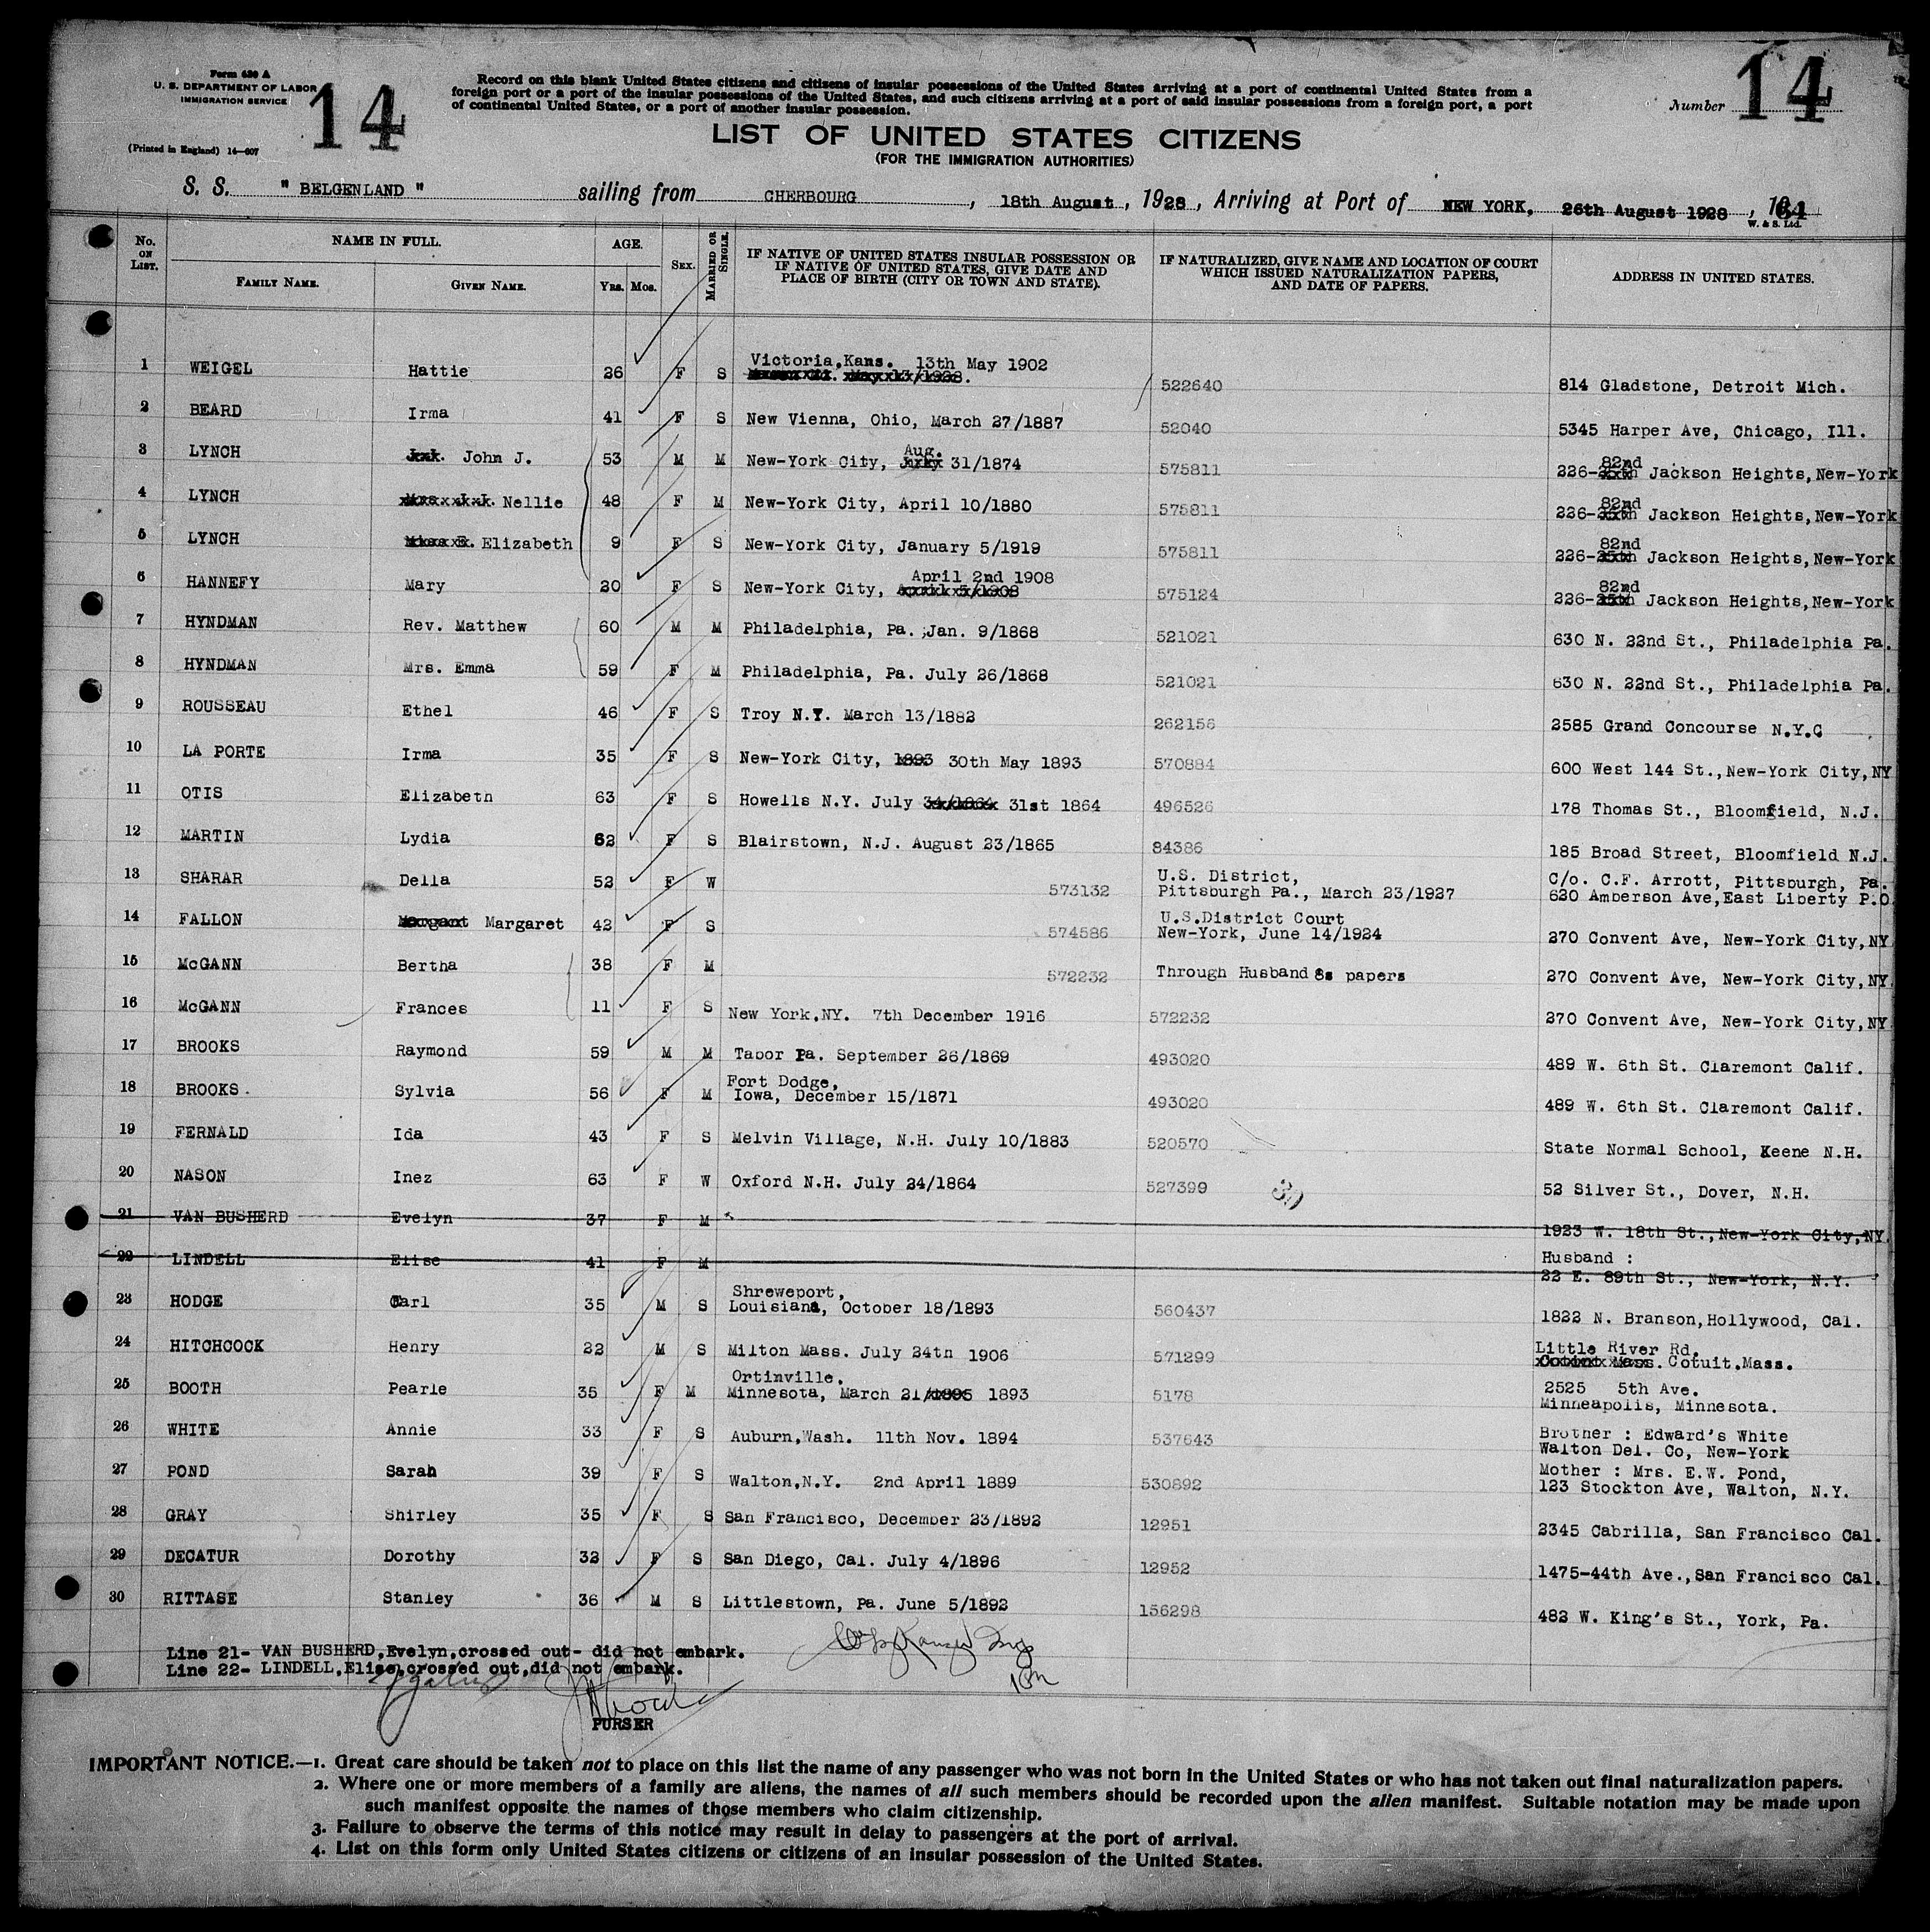 Form 630 A
U. S. DEPARTMENT OF LABOR
IMMIGRATION SERVICE
14
(Printed in England) 14—607
Record on this blank United States citizens and citizens of insular possessions of the United States arriving at a port of continental United States from a
foreign port or a port of the insular possessions of the United States, and such citizens arriving at a port of said insular possessions from a foreign port, a port
of continental United States, or a port of another insular possession.
Number 14
LIST OF UNITED STATES CITIZENS
(FOR THE IMMIGRATION AUTHORITIES)
S. S. " BELGENLAND " sailing from CHERBOURG , 18th August , 1928 , Arriving at Port of NEW YORK, 26th August 1928 , 19
W. & S. Ltd.
No. ON LIST. NAME IN FULL. FAMILY NAME. GIVEN NAME. AGE. Yrs. Mos. SEX. MARRIED OR SINGLE. IF NATIVE OF UNITED STATES INSULAR POSSESSION OR IF NATIVE OF UNITED STATES, GIVE DATE AND PLACE OF BIRTH (CITY OR TOWN AND STATE). IF NATURALIZED, GIVE NAME AND LOCATION OF COURT WHICH ISSUED NATURALIZATION PAPERS, AND DATE OF PAPERS. ADDRESS IN UNITED STATES.
1 WEIGEL Hattie 26 F S Victoria,Kans. 13th May 1902 522640 814 Gladstone, Detroit Mich.
2 BEARD Irma 41 F S New Vienna, Ohio, March 27/1887 52040 5345 Harper Ave, Chicago, Ill.
3 LYNCH John J. 53 M M New-York City, Aug. 31/1874 575811 226-82nd Jackson Heights,New-York
4 LYNCH Nellie 48 F M New-York City, April 10/1880 575811 226-82nd Jackson Heights,New-York
5 LYNCH Elizabeth 9 F S New-York City, January 5/1919 575811 226-82nd Jackson Heights,New-York
6 HANNEFY Mary 20 F S New-York City, April 2nd 1908 575124 226-82nd Jackson Heights,New-York
7 HYNDMAN Rev. Matthew 60 M M Philadelphia, Pa. Jan. 9/1868 521021 630 N. 22nd St., Philadelphia Pa.
8 HYNDMAN Mrs. Emma 59 F M Philadelphia, Pa. July 26/1868 521021 630 N. 22nd St., Philadelphia Pa.
9 ROUSSEAU Ethel 46 F S Troy N.Y. March 13/1882 262156 2585 Grand Concourse N.Y.C
10 LA PORTE Irma 35 F S New-York City, 1893 30th May 1893 570884 600 West 144 St.,New-York City,NY
11 OTIS Elizabeth 63 F S Howells N.Y. July 31st 1864 496526 178 Thomas St., Bloomfield, N.J.
12 MARTIN Lydia 62 F S Blairstown, N.J. August 23/1865 84386 185 Broad Street, Bloomfield N.J.
13 SHARAR Della 52 F W 573132 U.S. District, Pittsburgh Pa., March 23/1927 C/o. C.F. Arrott, Pittsburgh, Pa. 620 Amberson Ave,East Liberty P.O
14 FALLON Margaret 42 F S 574586 U.S.District Court New-York, June 14/1924 270 Convent Ave, New-York City,NY
15 McGANN Bertha 38 F M 572232 Through Husband 8s papers 270 Convent Ave, New-York City,NY
16 McGANN Frances 11 F S New York,NY. 7th December 1916 572232 270 Convent Ave, New-York City,NY
17 BROOKS Raymond 59 M M Tabor Pa. September 26/1869 493020 489 W. 6th St. Claremont Calif.
18 BROOKS. Sylvia 56 F M Fort Dodge, Iowa, December 15/1871 493020 489 W. 6th St. Claremont Calif.
19 FERNALD Ida 43 F S Melvin Village, N.H. July 10/1883 520570 State Normal School, Keene N.H.
20 NASON Inez 63 F W Oxford N.H. July 24/1864 527399 52 Silver St., Dover, N.H.
21 VAN BUSHERD Evelyn 37 F M 1923 W. 18th St.,New-York City,NY.
22 LINDELL Elise 41 F M Husband : 22 E. 89th St., New-York, N.Y.
23 HODGE Carl 35 M S Shreweport, Louisiana, October 18/1893 560437 1822 N. Branson,Hollywood, Cal.
24 HITCHCOCK Henry 22 M S Milton Mass. July 24th 1906 571299 Little River Rd. Cotuit,Mass.
25 BOOTH Pearle 35 F M Ortinville, Minnesota, March 21/1895 1893 5178 2525 5th Ave. Minneapolis, Minnesota.
26 WHITE Annie 33 F S Auburn,Wash. 11th Nov. 1894 537643 Brother : Edward's White Walton Del. Co, New-York
27 POND Sarah 39 F S Walton,N.Y. 2nd April 1889 530892 Mother : Mrs. E.W. Pond, 123 Stockton Ave, Walton, N.Y.
28 GRAY Shirley 35 F S San Francisco, December 23/1892 12951 2345 Cabrilla, San Francisco Cal.
29 DECATUR Dorothy 32 F S San Diego, Cal. July 4/1896 12952 1475-44th Ave.,San Francisco Cal.
30 RITTASE Stanley 36 M S Littlestown, Pa. June 5/1892 156298 482 W. King's St., York, Pa.
Line 21- VAN BUSHERD,Evelyn,crossed out- did not embark.
Line 22- LINDELL,Elise,crossed out,did not embark.
PURSER
IMPORTANT NOTICE.—1. Great care should be taken not to place on this list the name of any passenger who was not born in the United States or who has not taken out final naturalization papers.
2. Where one or more members of a family are aliens, the names of all such members should be recorded upon the alien manifest. Suitable notation may be made upon
such manifest opposite the names of those members who claim citizenship.
3. Failure to observe the terms of this notice may result in delay to passengers at the port of arrival.
4. List on this form only United States citizens or citizens of an insular possession of the United States.